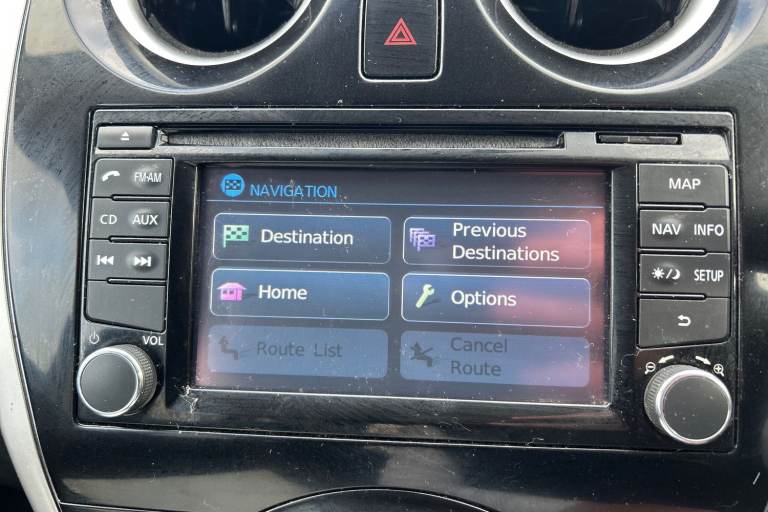 FM-AM
CD AUX
VOL
NAVIGATION
Destination
Previous
Destinations
Home
Options
Route List
Cancel
Route
MAP
NAV INFO
SETUP